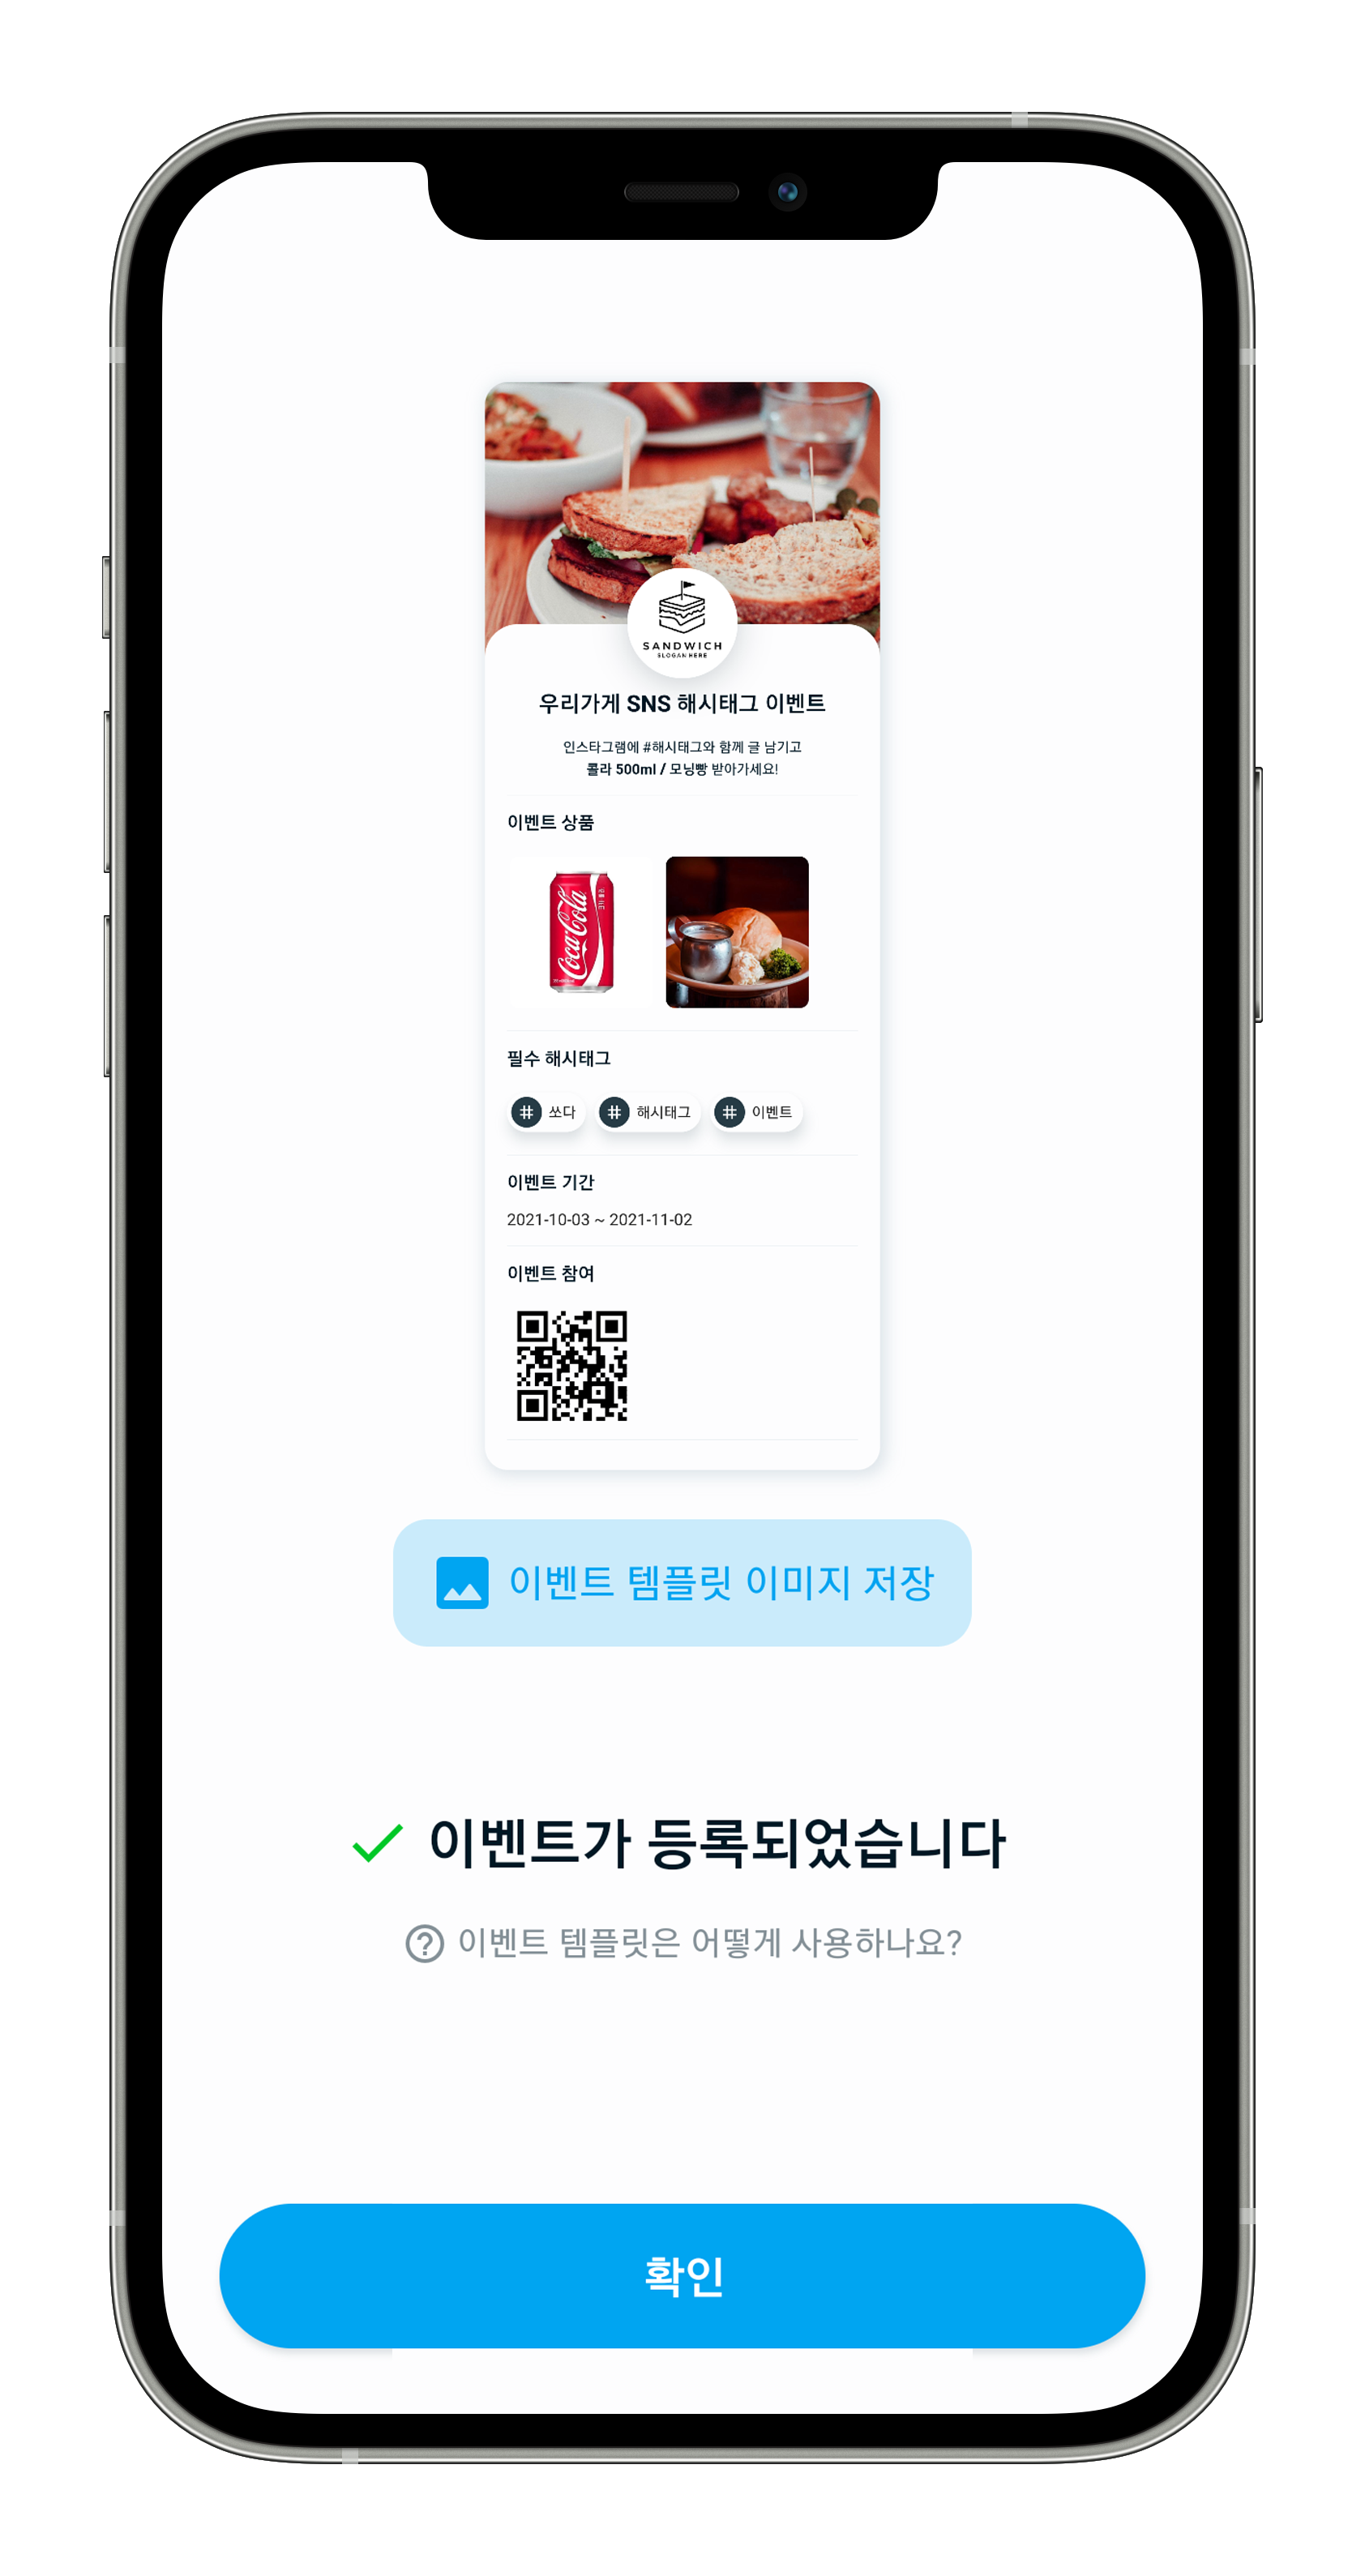 SANDWICH
SLOGAN HERE
우리가게 SNS 해시태그 이벤트
인스타그램에 #해시태그와 함께 글 남기고
콜라 500ml / 모닝빵 받아가세요!
이벤트 상품
Coca-Cola
필수 해시태그
# 쏘다 # 해시태그 # 이벤트
이벤트 기간
2021-10-03 ~ 2021-11-02
이벤트 참여
이벤트 템플릿 이미지 저장
이벤트가 등록되었습니다
? 이벤트 템플릿은 어떻게 사용하나요?
확인